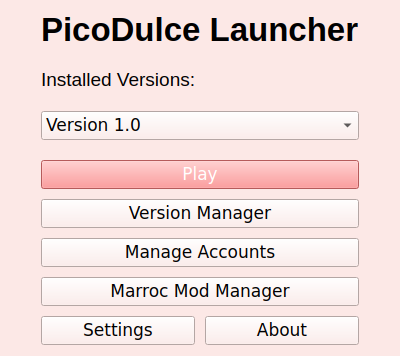 PicoDulce Launcher
Installed Versions:
Version 1.0
Play
Version Manager
Manage Accounts
Marroc Mod Manager
Settings About